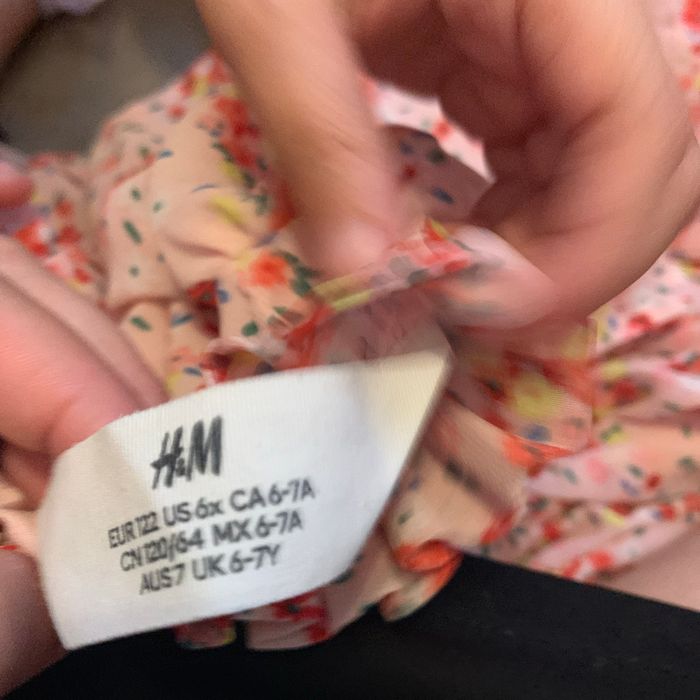 H&M
EUR 122 US 6x CA 6-7A
CN 120/64 MX 6-7A
AUS 7 UK 6-7Y